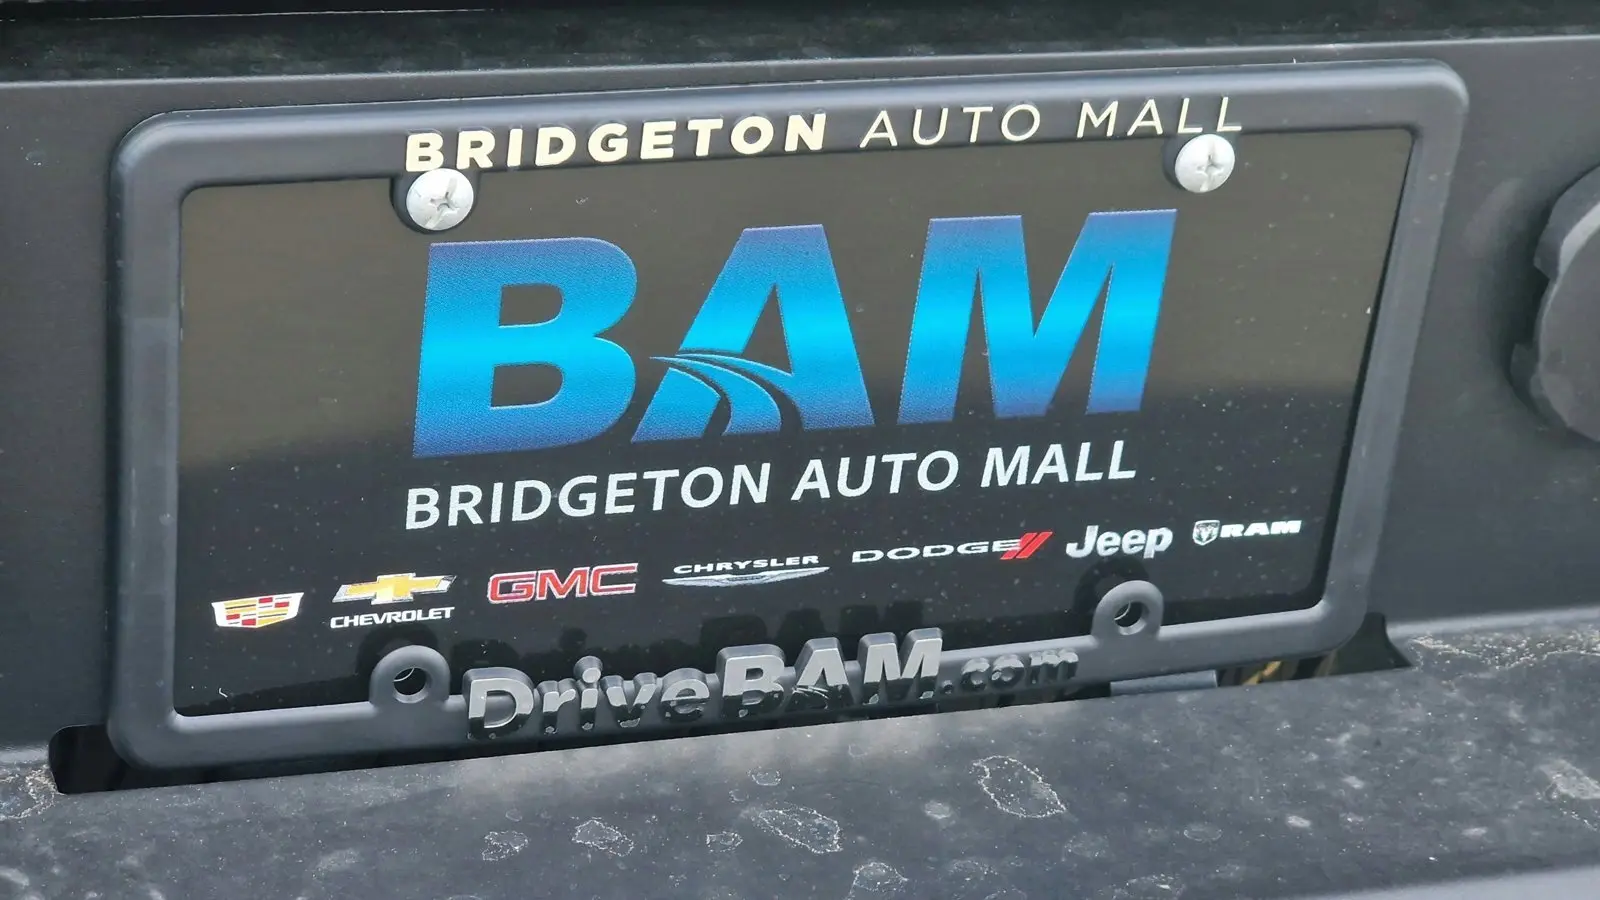 BRIDGETON AUTO MALL
BAM
BRIDGETON AUTO MALL
CHEVROLET GMC CHRYSLER DODGE Jeep RAM
DriveBAM.com